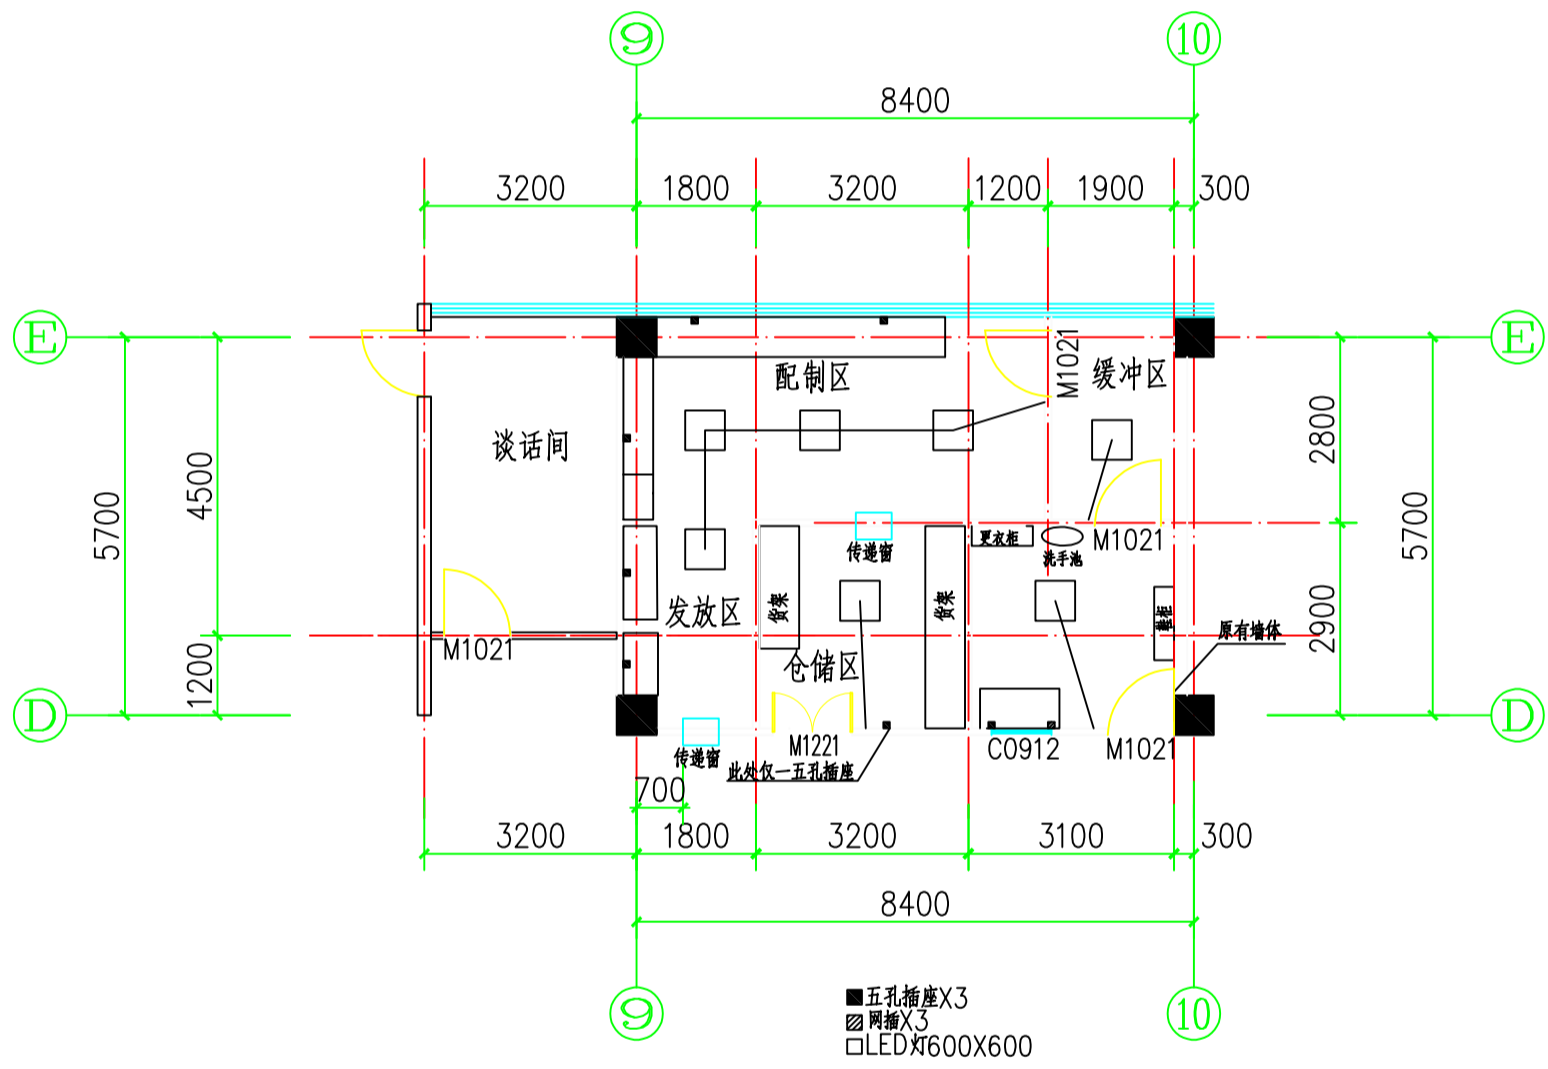 9
10
8400
3200
1800
3200
1200
1900
300
E
E
配制区
M1021
缓冲区
谈话间
2800
4500
5700
5700
传递窗
更衣柜
洗手池
M1021
发放区
货架
货架
鞋柜
原有墙体
2900
M1021
仓储区
1200
D
D
传递窗
M1221
C0912
M1021
此处仅一五孔插座
700
3200
1800
3200
3100
300
8400
9
10
五孔插座X3
网插X3
LED灯600X600